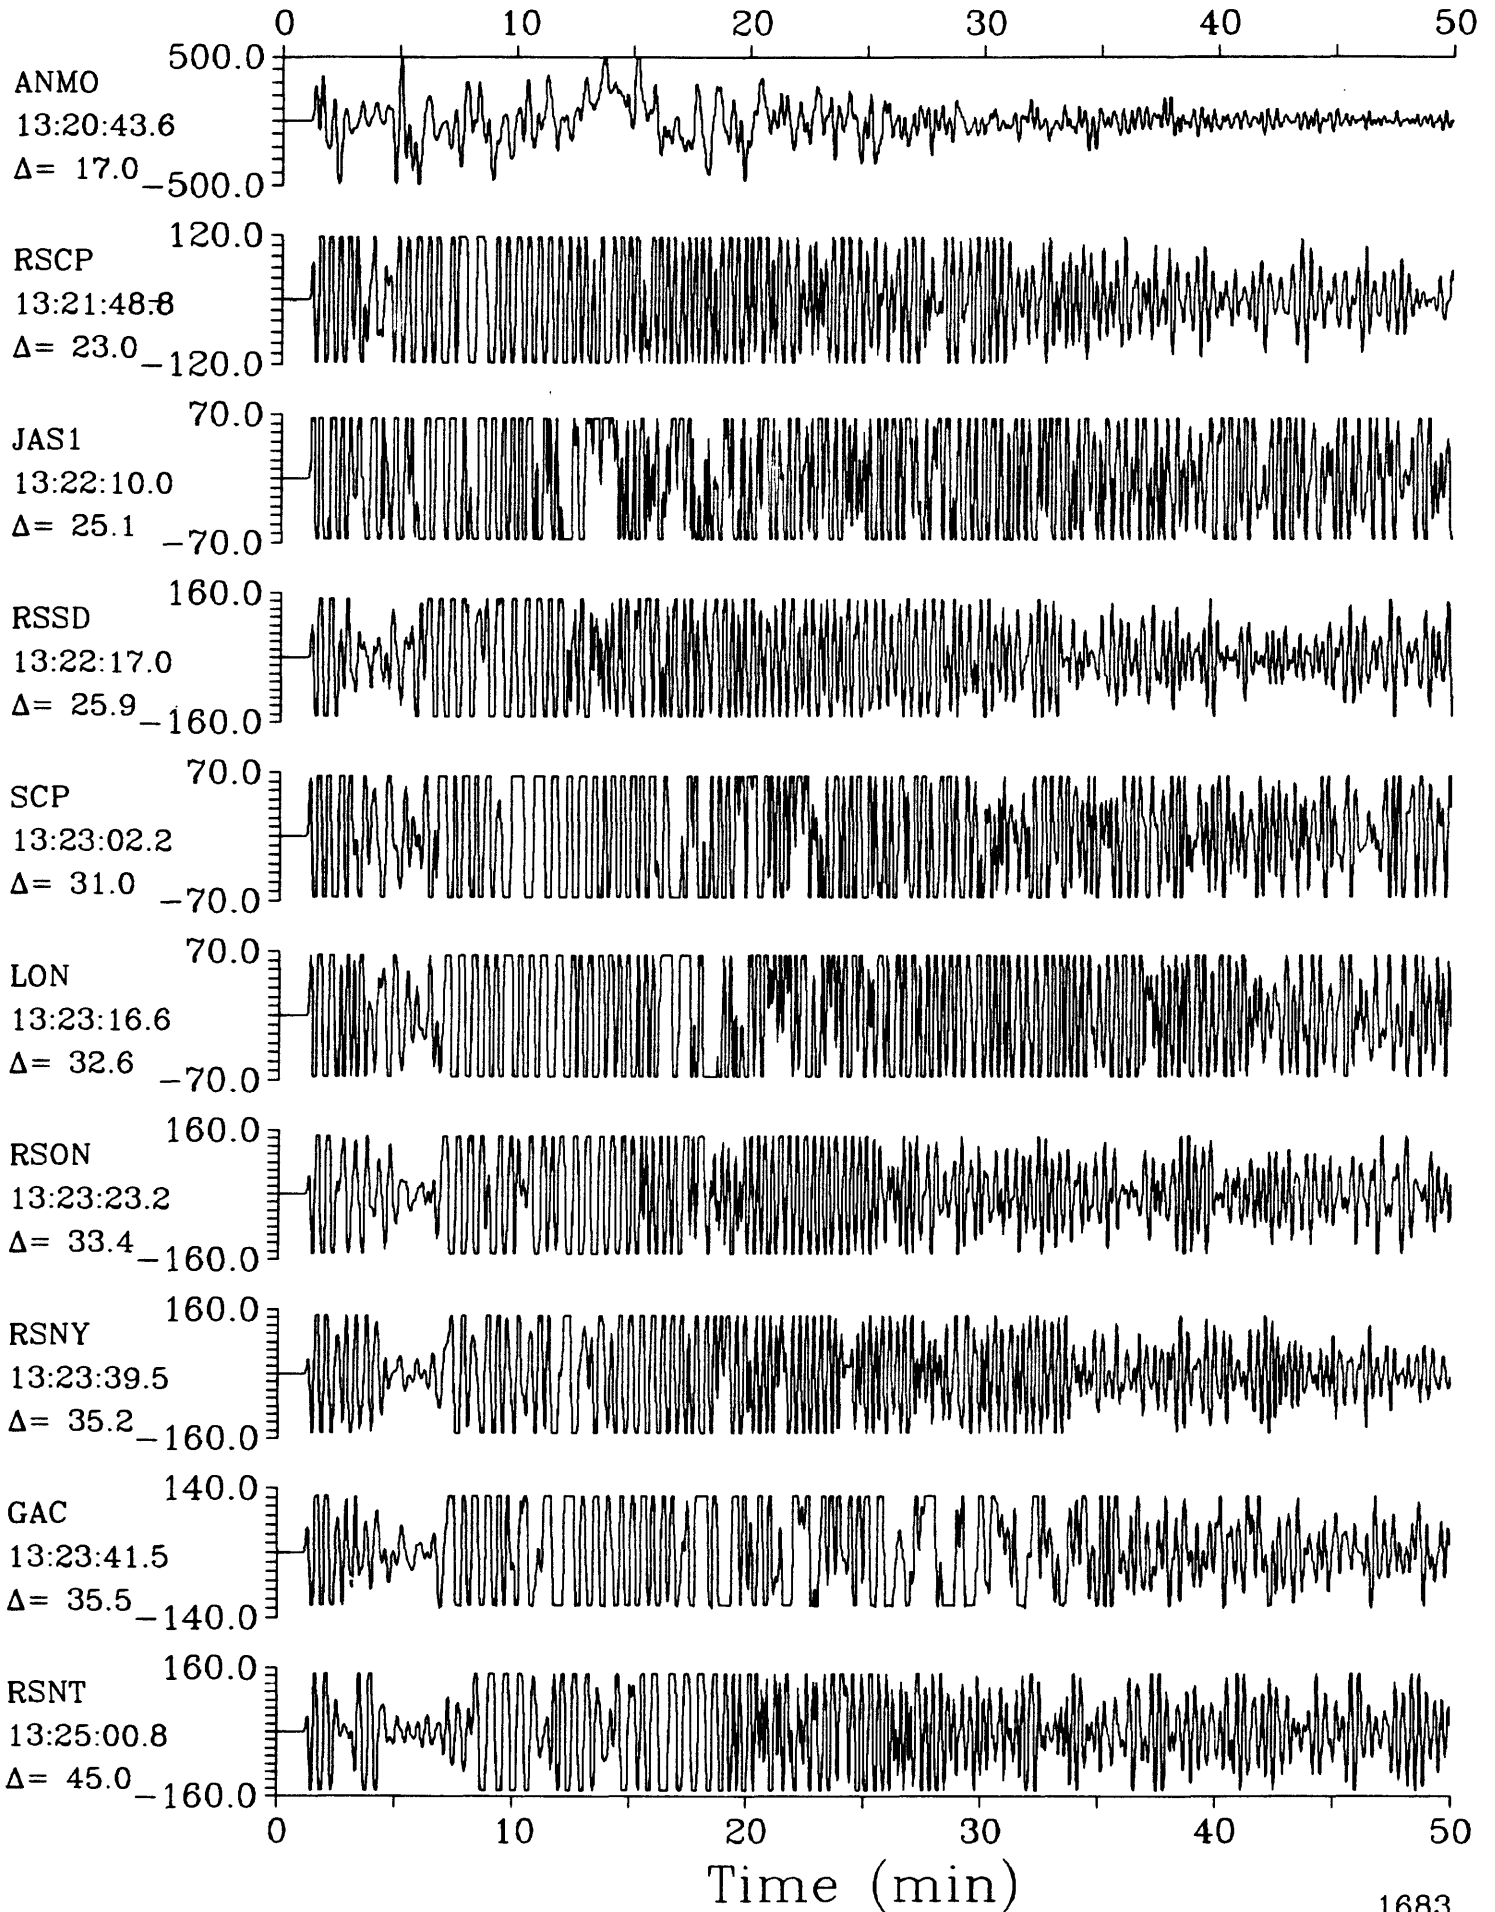 0 10 20 30 40 50
500.0
ANMO
13:20:43.6
Δ= 17.0
−500.0
120.0
RSCP
13:21:48.8
Δ= 23.0
−120.0
70.0
JAS1
13:22:10.0
Δ= 25.1
−70.0
160.0
RSSD
13:22:17.0
Δ= 25.9
−160.0
70.0
SCP
13:23:02.2
Δ= 31.0
−70.0
70.0
LON
13:23:16.6
Δ= 32.6
−70.0
160.0
RSON
13:23:23.2
Δ= 33.4
−160.0
160.0
RSNY
13:23:39.5
Δ= 35.2
−160.0
140.0
GAC
13:23:41.5
Δ= 35.5
−140.0
160.0
RSNT
13:25:00.8
Δ= 45.0
−160.0
0 10 20 30 40 50
Time (min)
1683